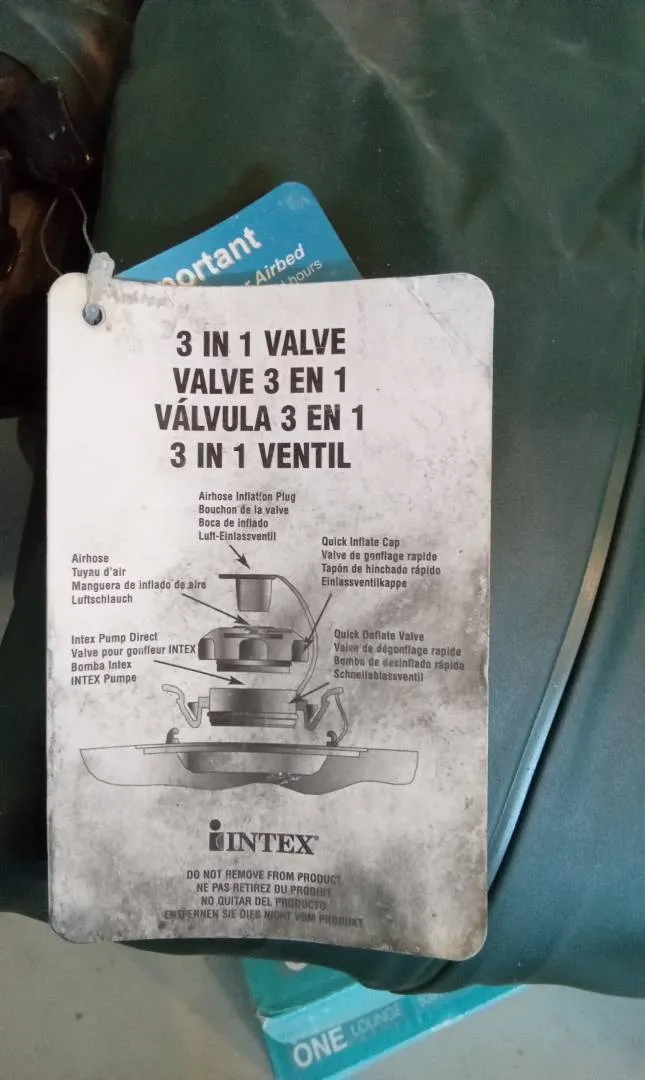 ortant
Airbed
hours
3 IN 1 VALVE
VALVE 3 EN 1
VÁLVULA 3 EN 1
3 IN 1 VENTIL
Airhose Inflation Plug
Bouchon de la valve
Boca de inflado
Luft-Einlassventil
Quick Inflate Cap
Valve de gonflage rapide
Tapón de hinchado rápido
Einlassventilkappe
Airhose
Tuyau d'air
Manguera de inflado de aire
Luftschlauch
Intex Pump Direct
Valve pour gonfleur INTEX
Bomba Intex
INTEX Pumpe
Quick Deflate Valve
Valve de dégonflage rapide
Bombe de desinflado rápida
Schnellablassventil
INTEX®
DO NOT REMOVE FROM PRODUCT
NE PAS RETIREZ DU PRODUIT
NO QUITAR DEL PRODUCTO
ENTFERNEN SIE DIES NICHT VOM PRODUKT
ONE LOUNGE